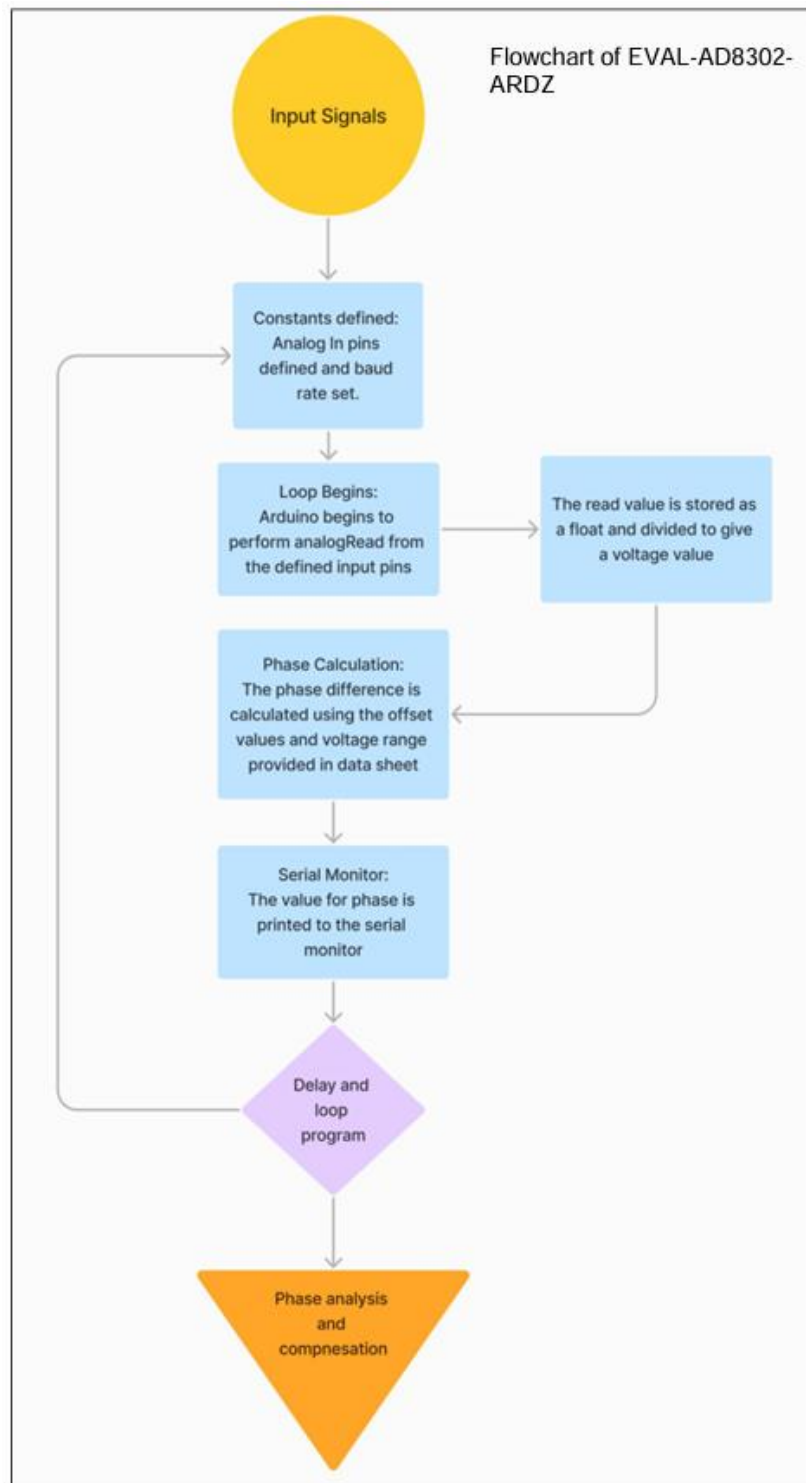 Flowchart of EVAL-AD8302-
ARDZ
Input Signals
Constants defined:
Analog In pins
defined and baud
rate set.
Loop Begins:
Arduino begins to
perform analogRead from
the defined input pins
The read value is stored as
a float and divided to give
a voltage value
Phase Calculation:
The phase difference is
calculated using the offset
values and voltage range
provided in data sheet
Serial Monitor:
The value for phase is
printed to the serial
monitor
Delay and
loop
program
Phase analysis
and
compnesation